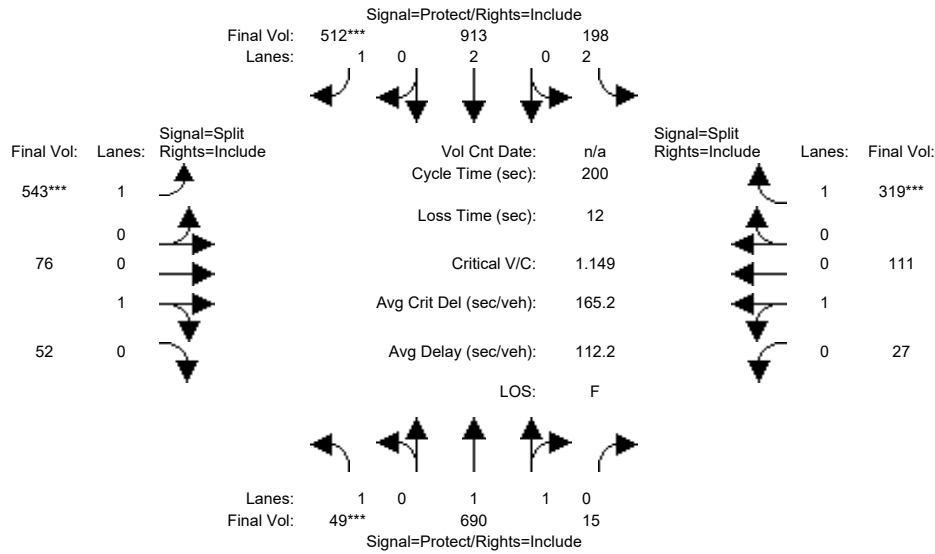 Signal=Protect/Rights=Include
Final Vol: 512*** 913 198
Lanes: 1 0 2 0 2
Signal=Split
Final Vol: Lanes: Rights=Include
Vol Cnt Date: n/a
Signal=Split
Rights=Include Lanes: Final Vol:
Cycle Time (sec): 200
543*** 1
1 319***
Loss Time (sec): 12
0
0
76 0
Critical V/C: 1.149
0 111
1
Avg Crit Del (sec/veh): 165.2
1
52 0
Avg Delay (sec/veh): 112.2
0 27
LOS: F
Lanes: 1 0 1 1 0
Final Vol: 49*** 690 15
Signal=Protect/Rights=Include